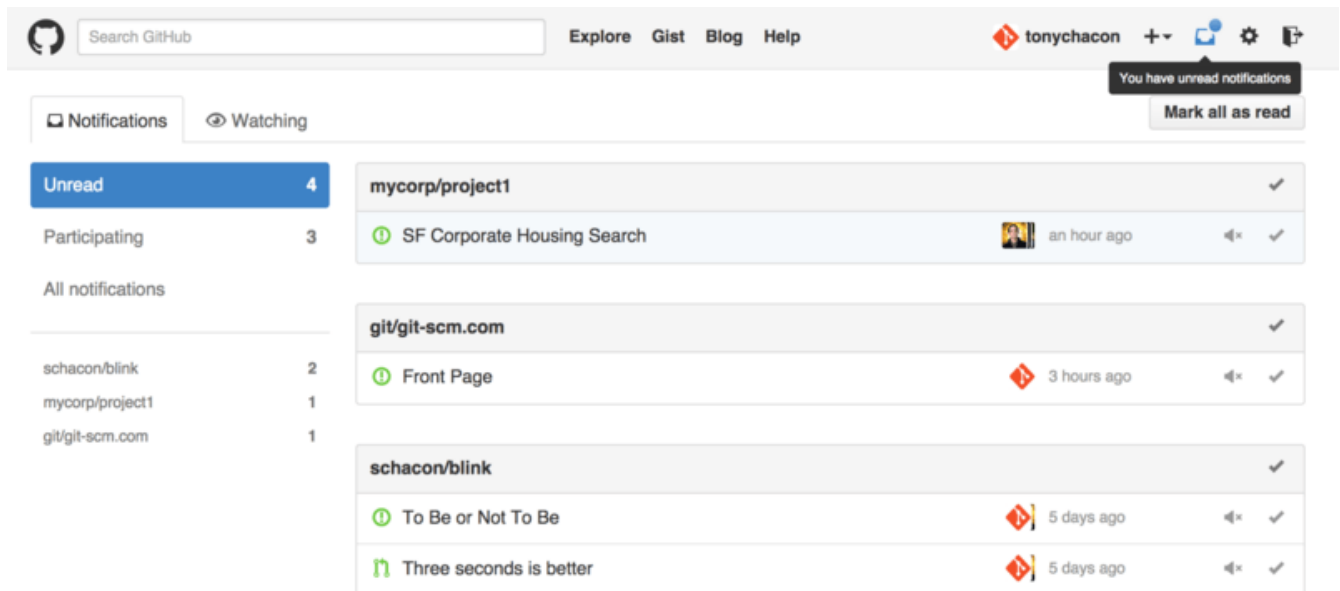 Search GitHub Explore Gist Blog Help tonychacon
You have unread notifications
Notifications Watching Mark all as read
Unread 4
Participating 3
All notifications
schacon/blink 2
mycorp/project1 1
git/git-scm.com 1
mycorp/project1
SF Corporate Housing Search an hour ago
git/git-scm.com
Front Page 3 hours ago
schacon/blink
To Be or Not To Be 5 days ago
Three seconds is better 5 days ago